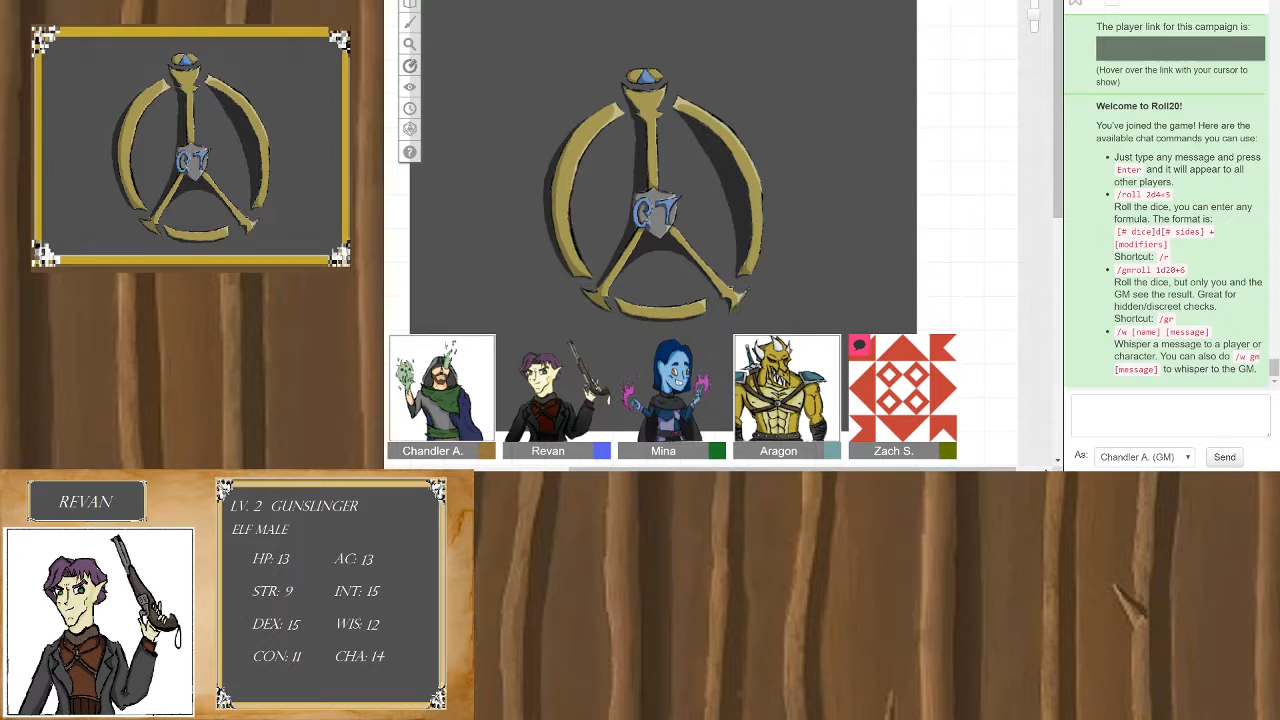 QT
QT
Chandler A.
Revan
Mina
Aragon
Zach S.
The player link for this campaign is:
(Hover over the link with your cursor to
show)
Welcome to Roll20!
You've joined the game! Here are the
available chat commands you can use:
Just type any message and press
Enter and it will appear to all
other players.
/roll 2d4+5
Roll the dice, you can enter any
formula. The format is:
[# dice]d[# sides] +
[modifiers]
Shortcut: /r
/gmroll 1d20+6
Roll the dice, but only you and the
GM see the result. Great for
hidden/discreet checks.
Shortcut: /gr
/w [name] [message]
Whisper a message to a player or
character. You can also do /w gm
[message] to whisper to the GM.
As: Chandler A. (GM) Send
REVAN
LV. 2 GUNSLINGER
ELF MALE
HP: 13 AC: 13
STR: 9 INT: 15
DEX: 15 WIS: 12
CON: 11 CHA: 14